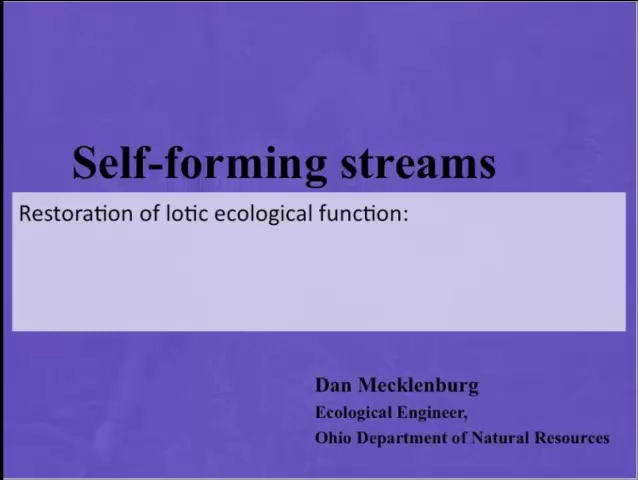 Self-forming streams
Restoration of lotic ecological function:
Dan Mecklenburg
Ecological Engineer,
Ohio Department of Natural Resources